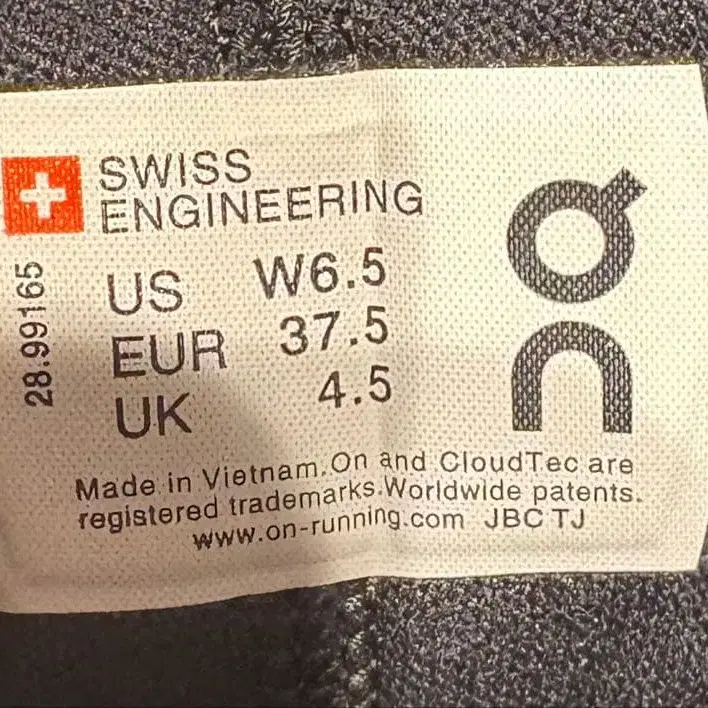 SWISS
ENGINEERING
28.99165
US W6.5
EUR 37.5
UK 4.5
On
Made in Vietnam.On and CloudTec are
registered trademarks.Worldwide patents.
www.on-running.com JBC TJ